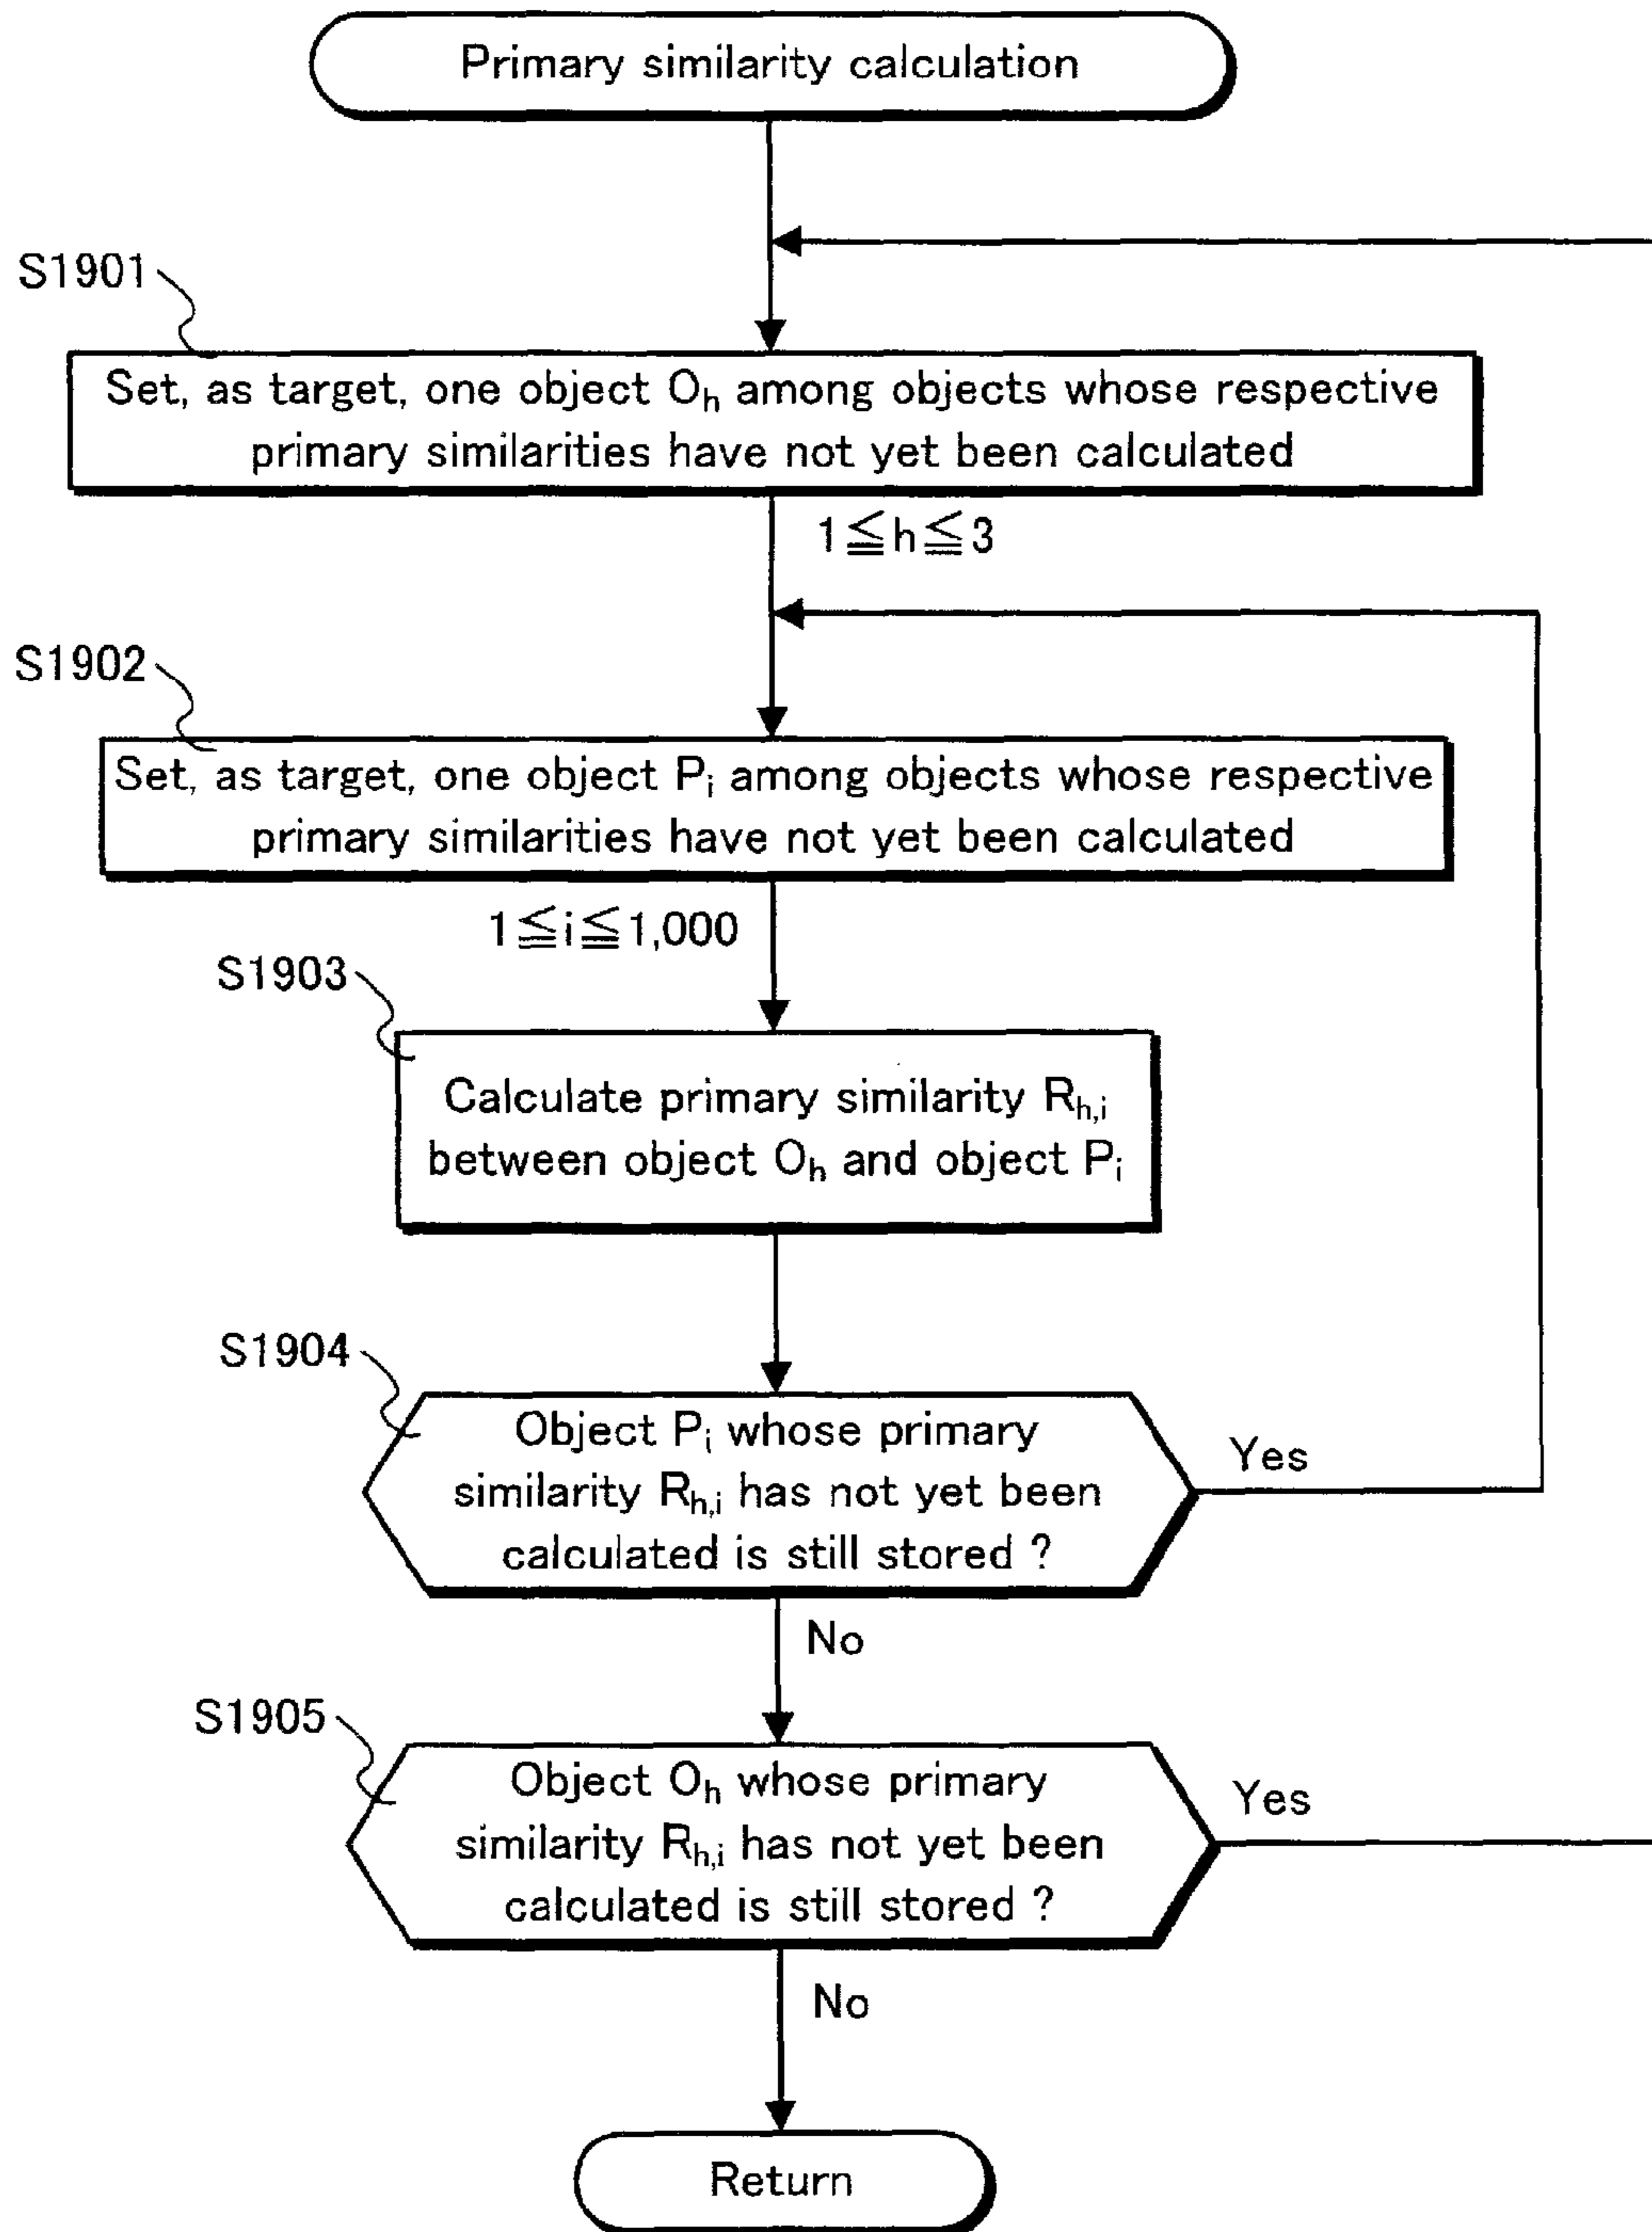 Primary similarity calculation
S1901
Set, as target, one object Oh among objects whose respective
primary similarities have not yet been calculated
1≦h≦3
S1902
Set, as target, one object Pi among objects whose respective
primary similarities have not yet been calculated
1≦i≦1,000
S1903
Calculate primary similarity Rh,i
between object Oh and object Pi
S1904
Object Pi whose primary
similarity Rh,i has not yet been
calculated is still stored ?
Yes
No
S1905
Object Oh whose primary
similarity Rh,i has not yet been
calculated is still stored ?
Yes
No
Return